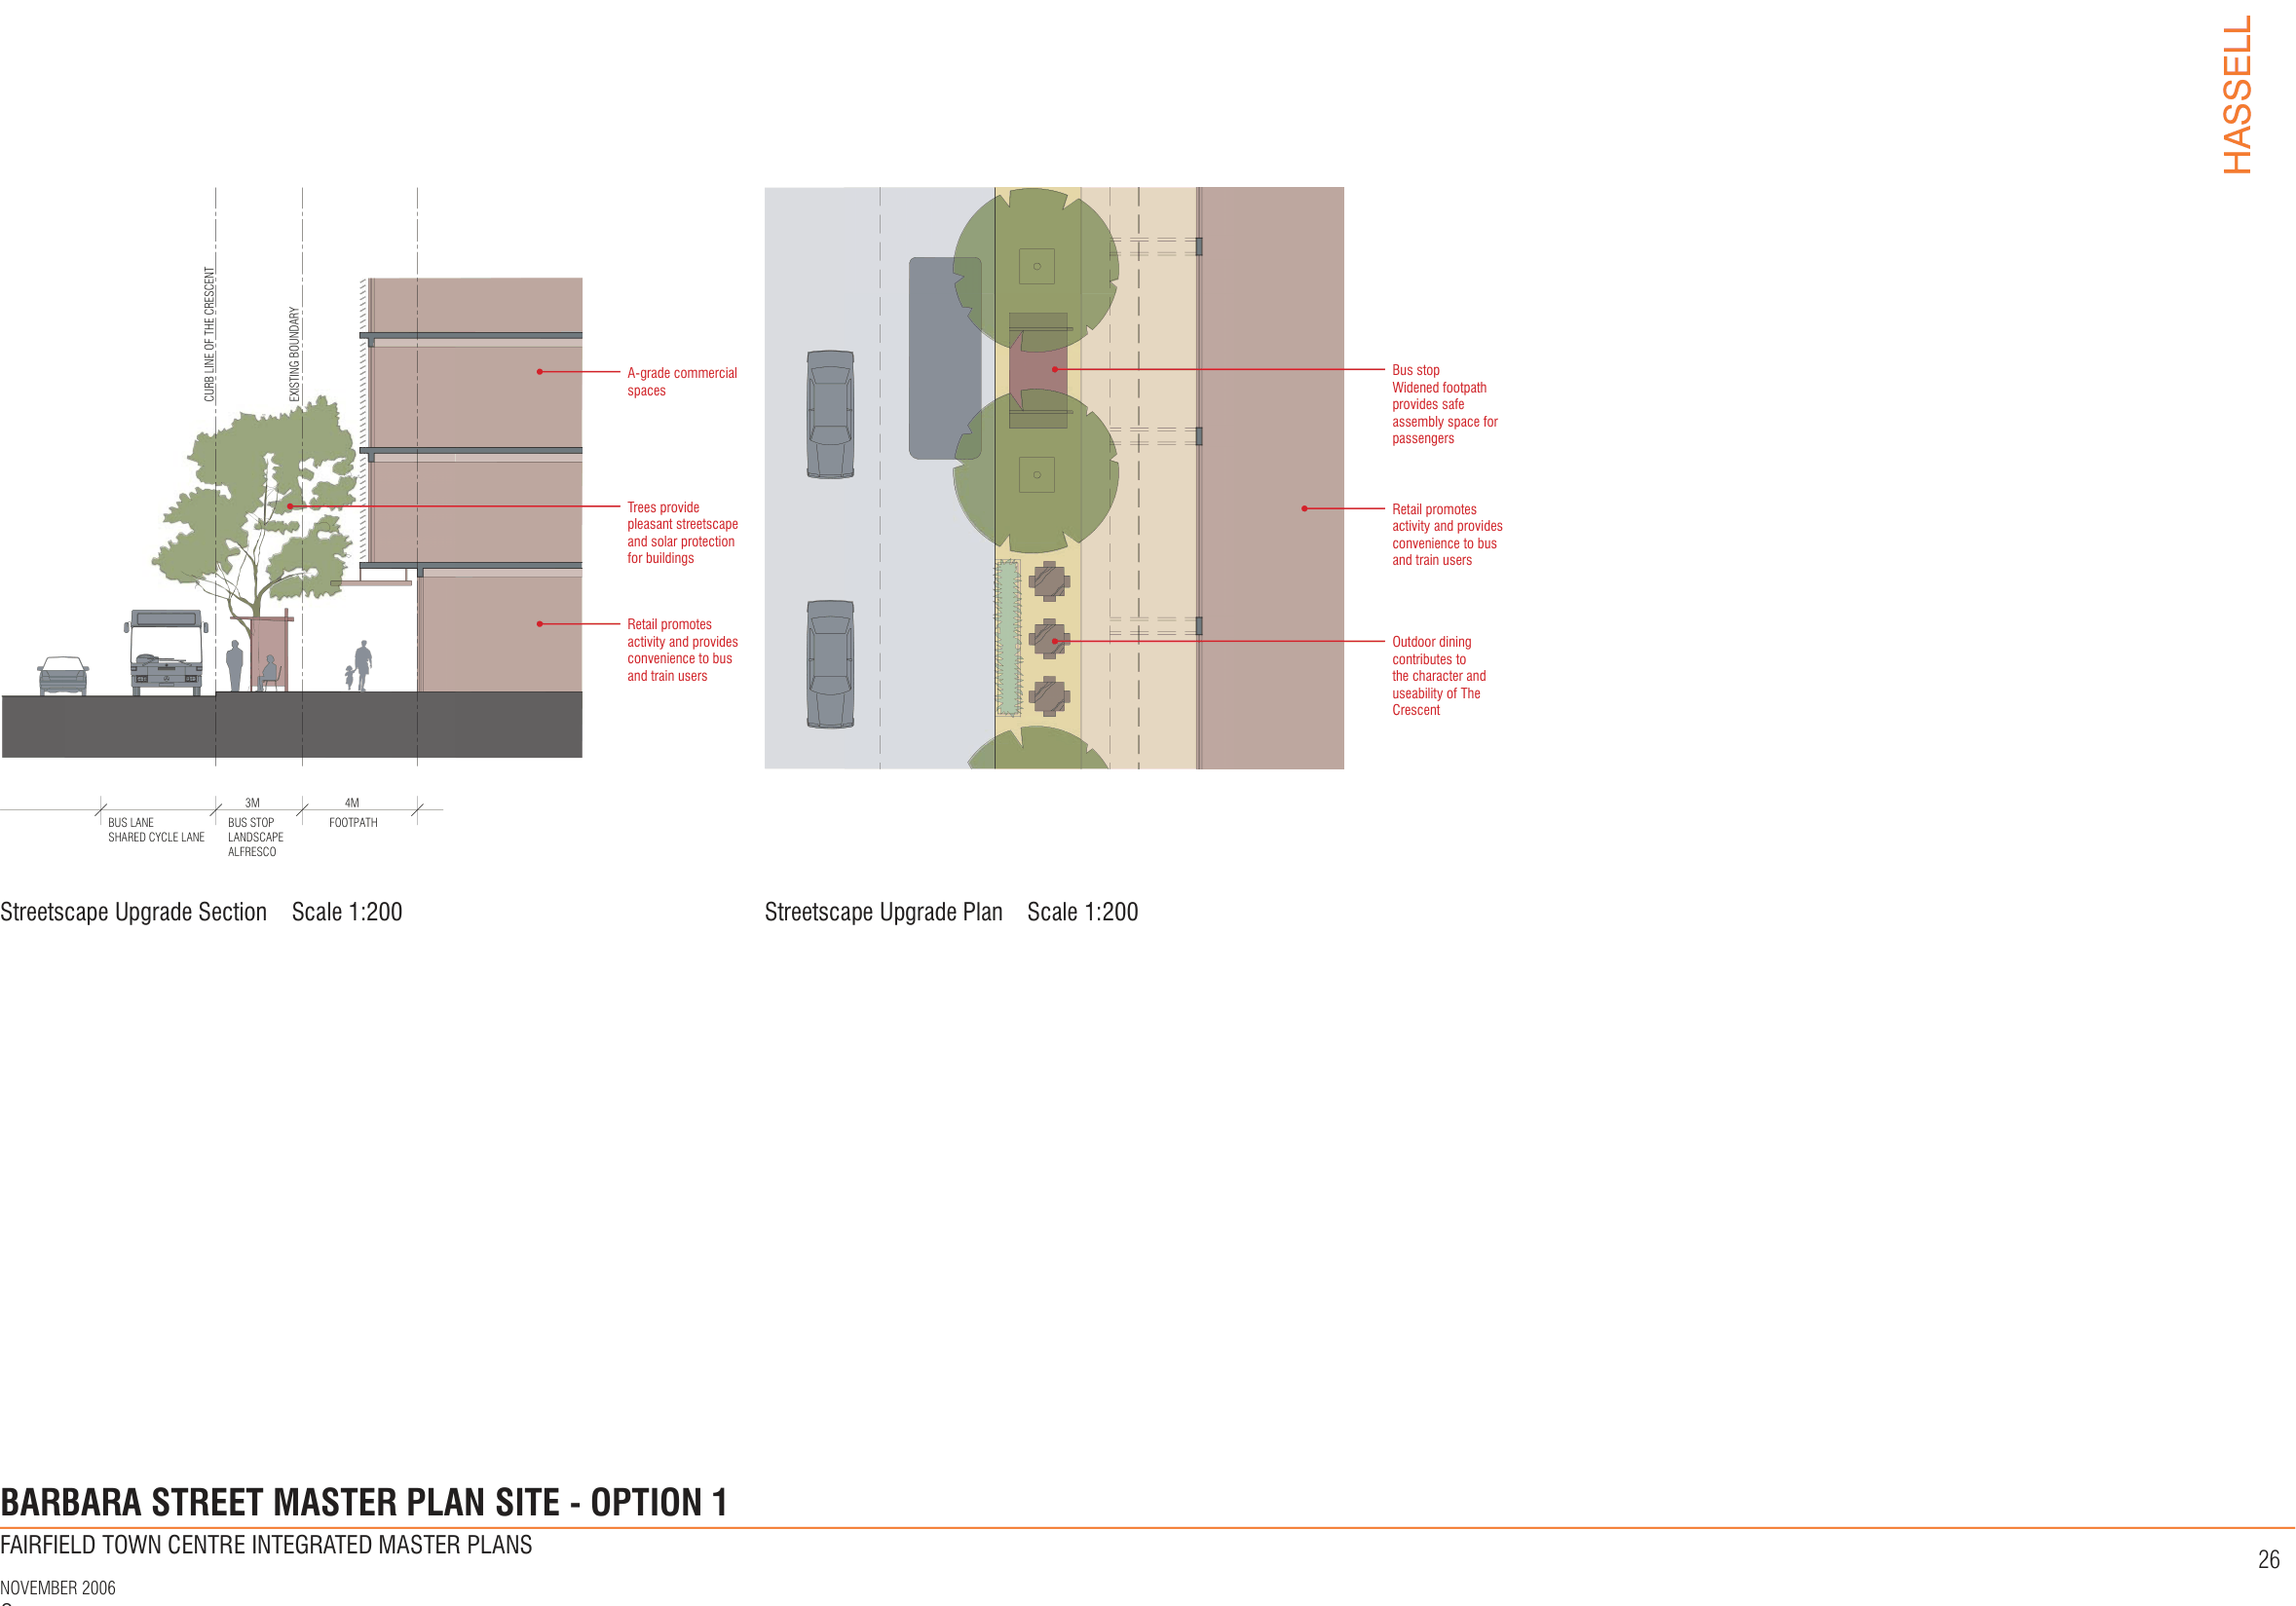 HASSELL
CURB LINE OF THE CRESCENT
EXISTING BOUNDARY
A-grade commercial
spaces
Trees provide
pleasant streetscape
and solar protection
for buildings
Retail promotes
activity and provides
convenience to bus
and train users
3M
4M
BUS LANE
SHARED CYCLE LANE
BUS STOP
LANDSCAPE
ALFRESCO
FOOTPATH
Streetscape Upgrade Section Scale 1:200
Bus stop
Widened footpath
provides safe
assembly space for
passengers
Retail promotes
activity and provides
convenience to bus
and train users
Outdoor dining
contributes to
the character and
useability of The
Crescent
Streetscape Upgrade Plan Scale 1:200
BARBARA STREET MASTER PLAN SITE - OPTION 1
FAIRFIELD TOWN CENTRE INTEGRATED MASTER PLANS
26
NOVEMBER 2006